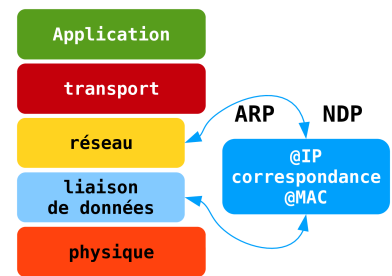 Application
transport
réseau
liaison
de données
physique
ARP NDP
@IP
correspondance
@MAC